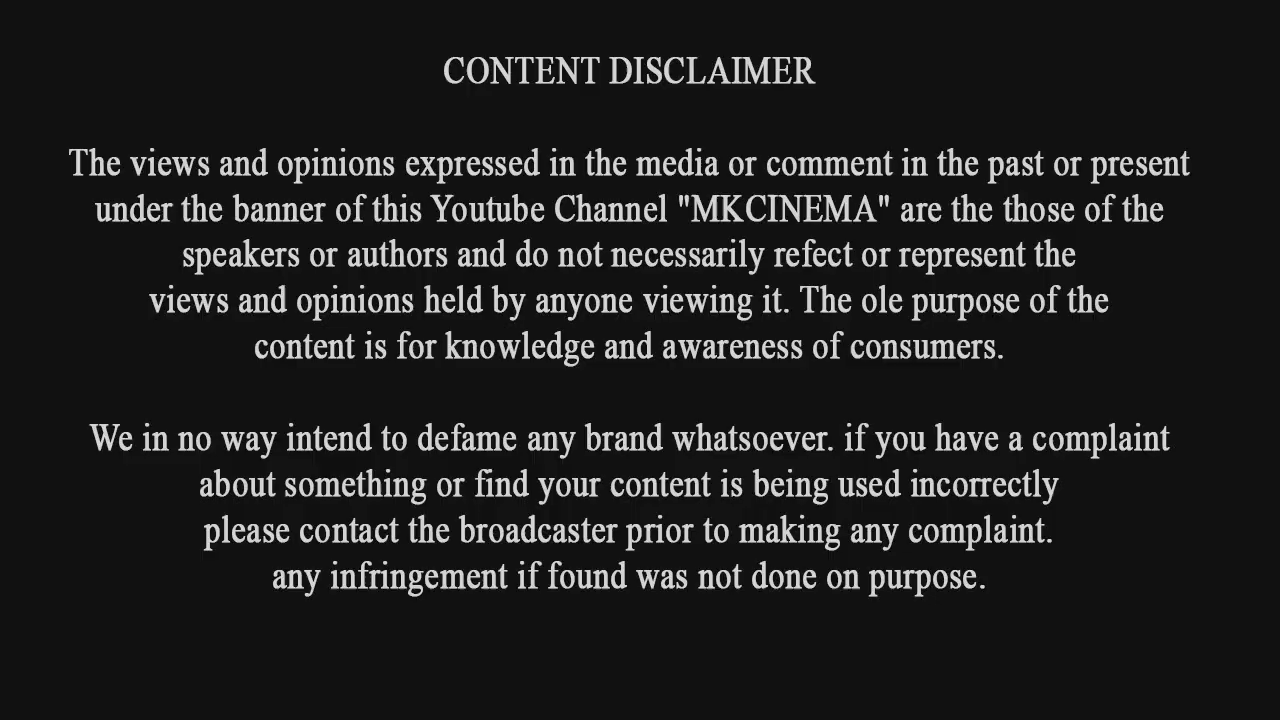 CONTENT DISCLAIMER
The views and opinions expressed in the media or comment in the past or present
under the banner of this Youtube Channel "MKCINEMA" are the those of the
speakers or authors and do not necessarily refect or represent the
views and opinions held by anyone viewing it. The ole purpose of the
content is for knowledge and awareness of consumers.
We in no way intend to defame any brand whatsoever. if you have a complaint
about something or find your content is being used incorrectly
please contact the broadcaster prior to making any complaint.
any infringement if found was not done on purpose.